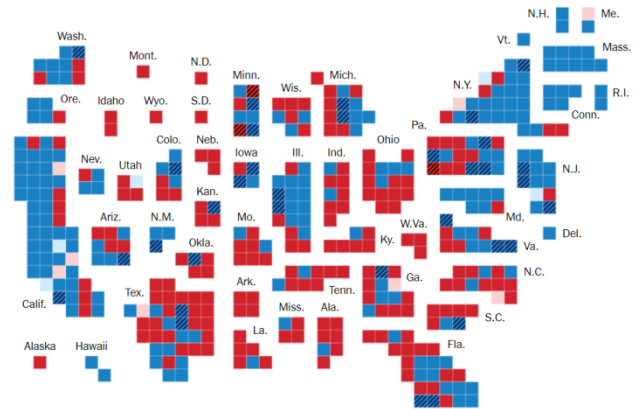 N.H.
Me.
Wash.
Vt.
Mont.
N.D.
Mass.
Minn.
Wis.
Mich.
N.Y.
Ore.
Idaho
Wyo.
S.D.
R.I.
Conn.
Pa.
Colo.
Neb.
Iowa
Ill.
Ind.
Ohio
Nev.
Utah
N.J.
Kan.
Ariz.
N.M.
Mo.
W.Va.
Md.
Del.
Okla.
Ky.
Va.
Calif.
Tex.
Ark.
Tenn.
Ga.
N.C.
Miss.
Ala.
S.C.
La.
Fla.
Alaska
Hawaii